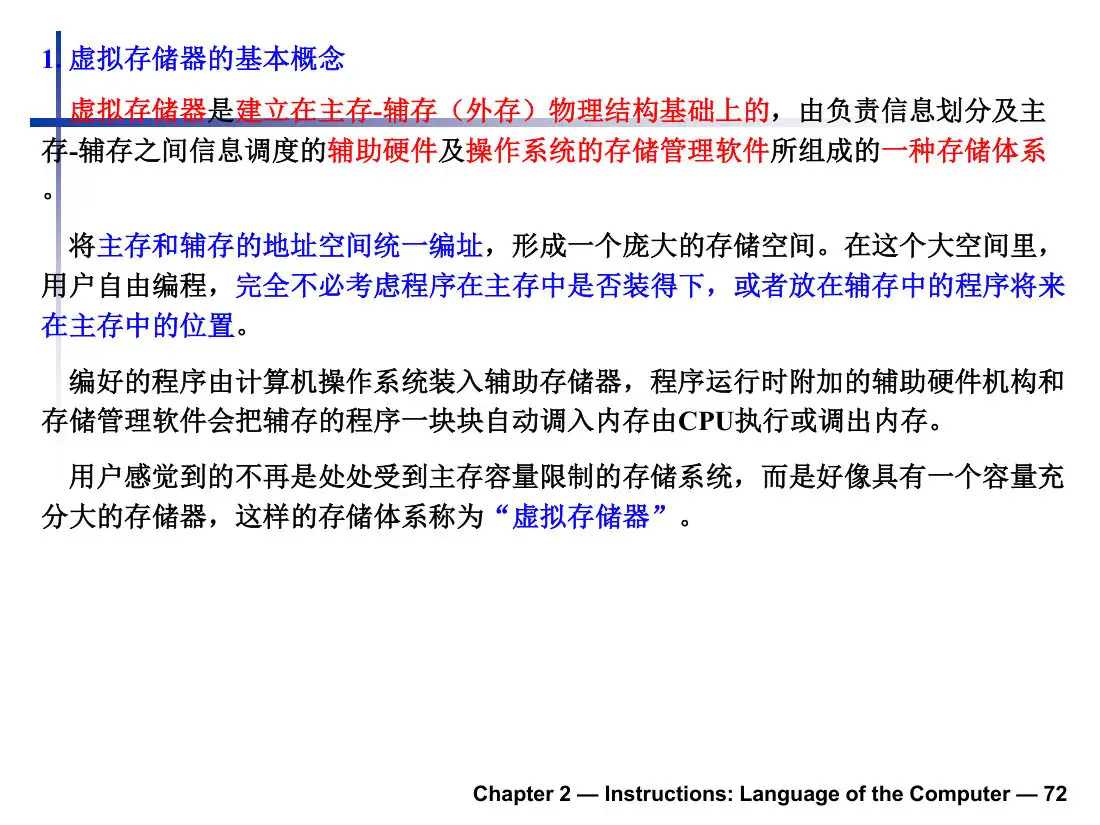 1. 虚拟存储器的基本概念
虚拟存储器是建立在主存-辅存（外存）物理结构基础上的，由负责信息划分及主
存-辅存之间信息调度的辅助硬件及操作系统的存储管理软件所组成的一种存储体系
。
将主存和辅存的地址空间统一编址，形成一个庞大的存储空间。在这个大空间里，
用户自由编程，完全不必考虑程序在主存中是否装得下，或者放在辅存中的程序将来
在主存中的位置。
编好的程序由计算机操作系统装入辅助存储器，程序运行时附加的辅助硬件机构和
存储管理软件会把辅存的程序一块块自动调入内存由CPU执行或调出内存。
用户感觉到的不再是处处受到主存容量限制的存储系统，而是好像具有一个容量充
分大的存储器，这样的存储体系称为“虚拟存储器”。
Chapter 2 — Instructions: Language of the Computer — 72